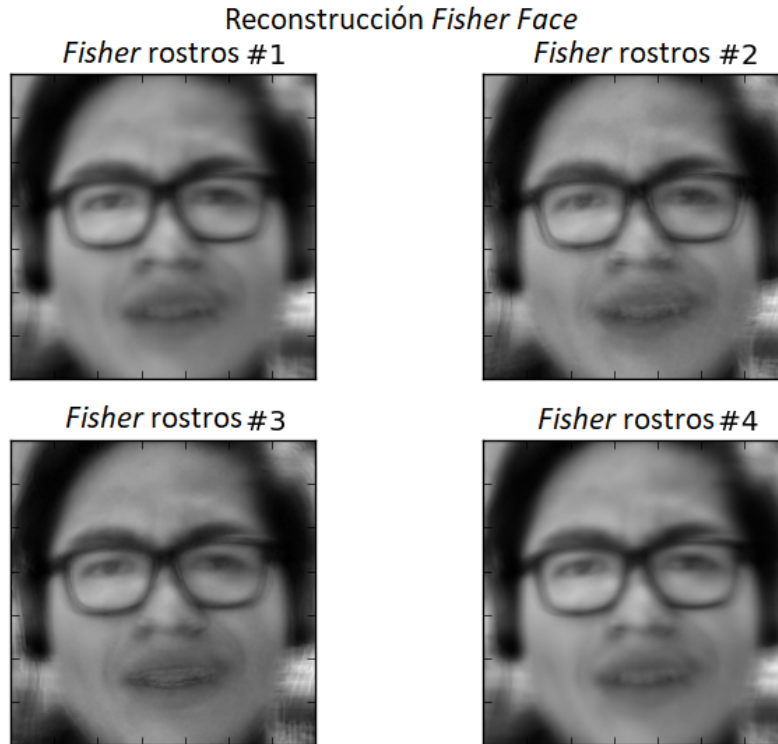 Reconstrucción Fisher Face
Fisher rostros #1
Fisher rostros #2
Fisher rostros #3
Fisher rostros #4